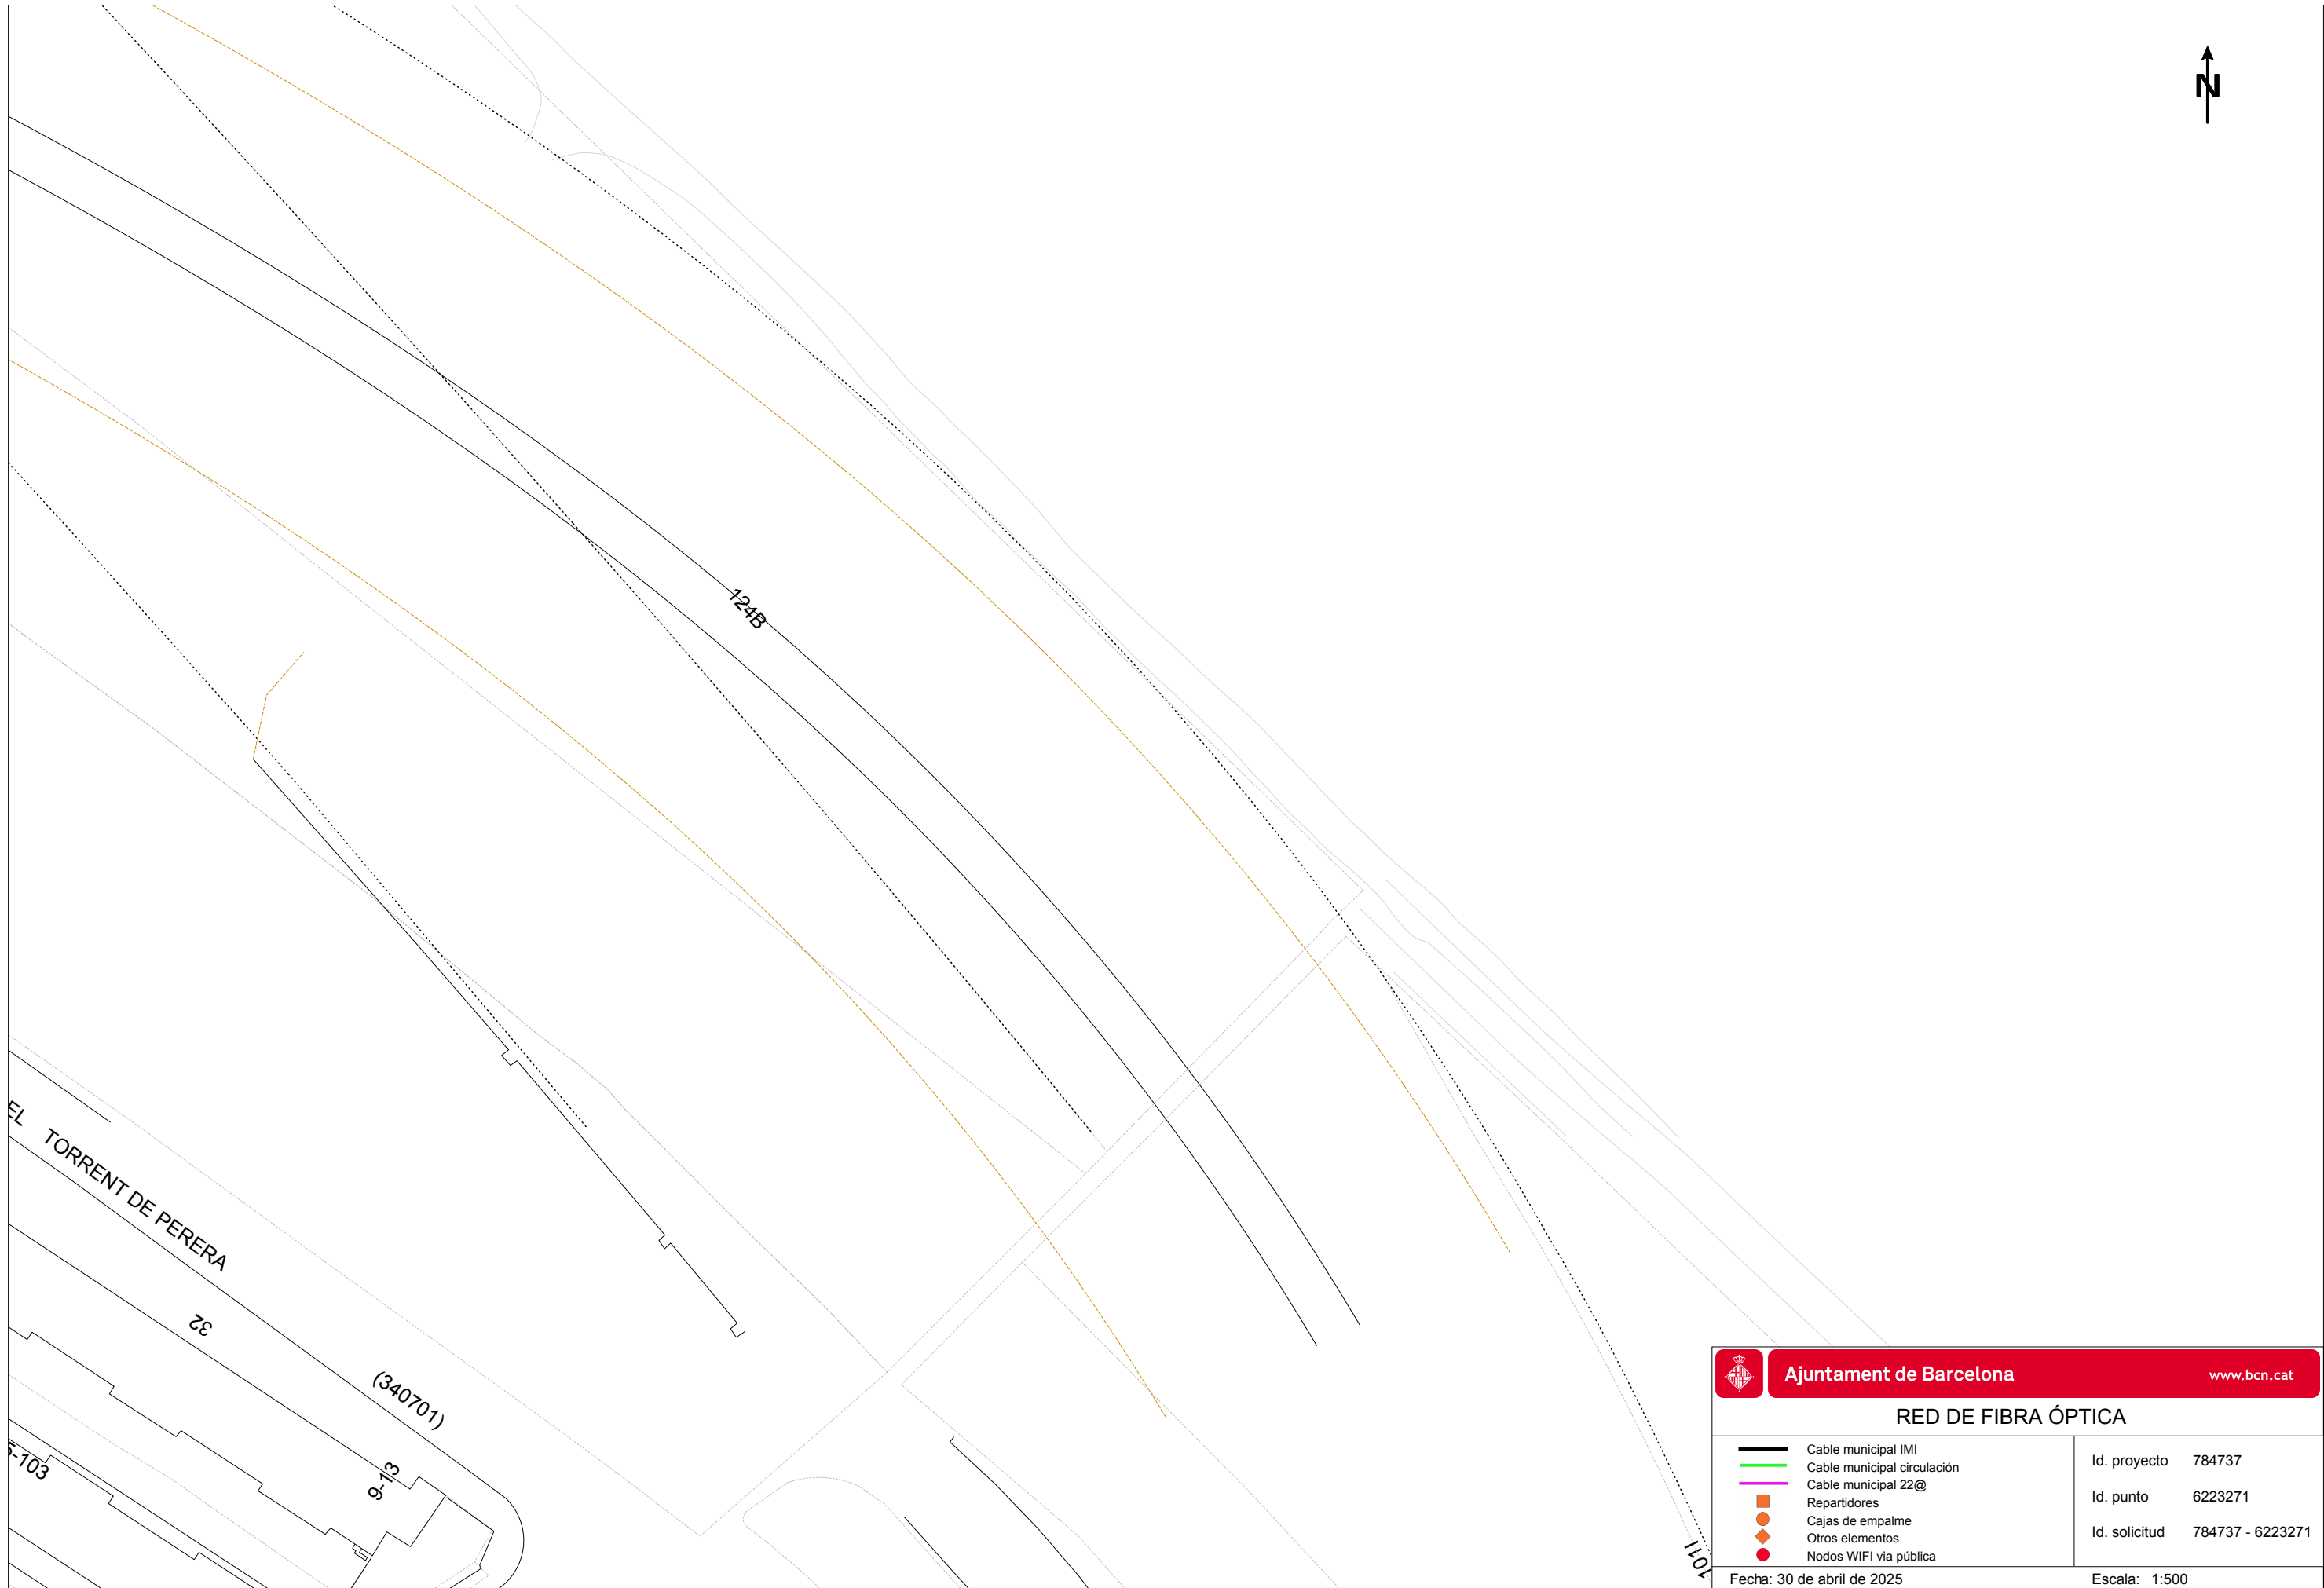 N
124B
EL TORRENT DE PERERA
32
(340701)
9-13
5-103
101I
Ajuntament de Barcelona www.bcn.cat
RED DE FIBRA ÓPTICA
Cable municipal IMI
Cable municipal circulación
Cable municipal 22@
Repartidores
Cajas de empalme
Otros elementos
Nodos WIFI via pública
Id. proyecto 784737
Id. punto 6223271
Id. solicitud 784737 - 6223271
Fecha: 30 de abril de 2025 Escala: 1:500